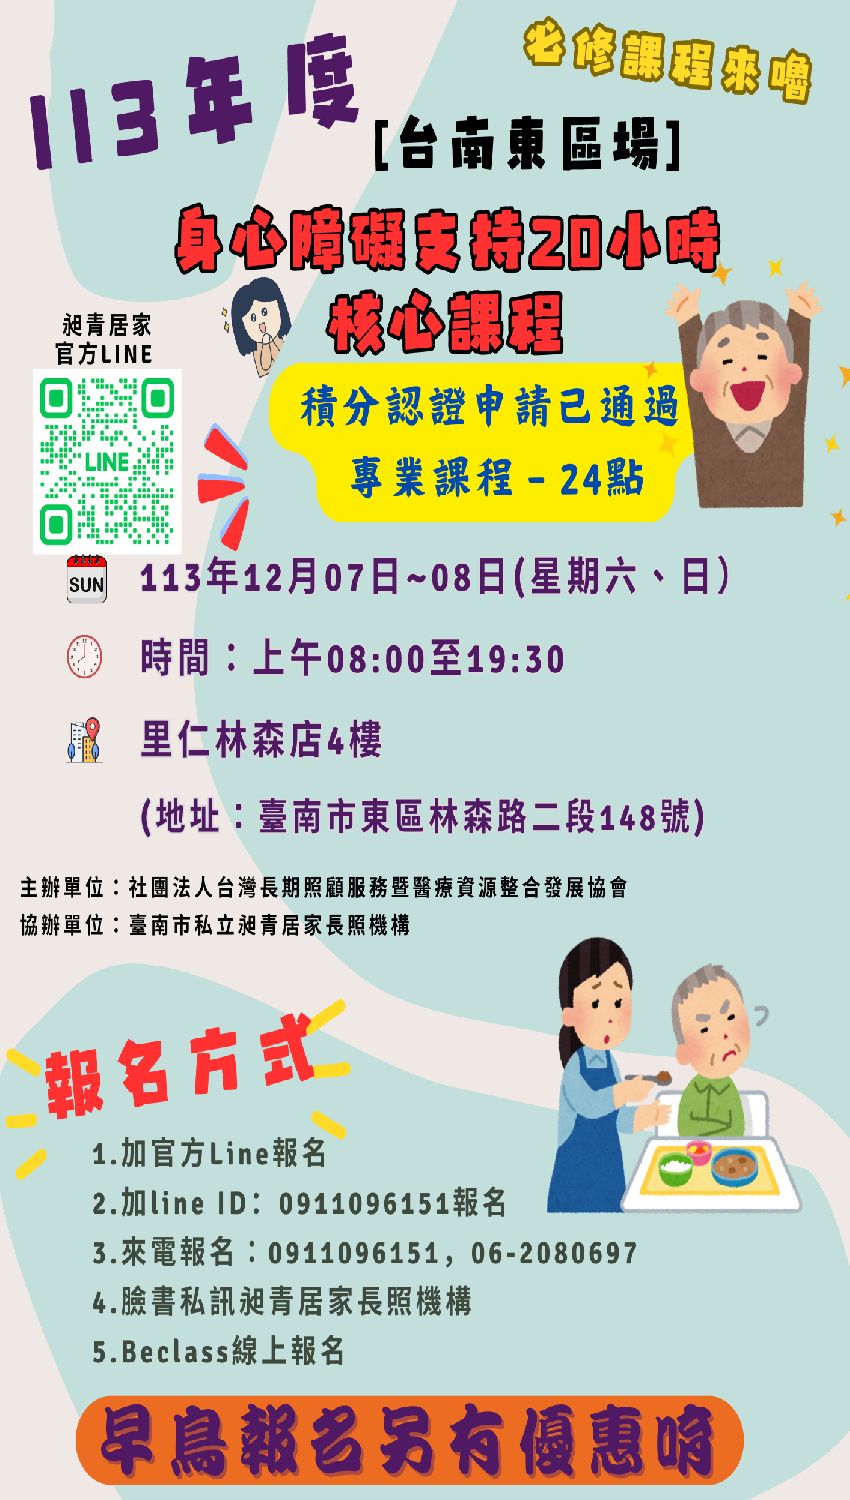 必修課程來嚕
113年度
[台南東區場]
身心障礙支持20小時
核心課程
昶青居家
官方LINE
LINE
積分認證申請已通過
專業課程－24點
SUN
113年12月07日~08日(星期六、日)
時間：上午08:00至19:30
里仁林森店4樓
(地址：臺南市東區林森路二段148號)
主辦單位：社團法人台灣長期照顧服務暨醫療資源整合發展協會
協辦單位：臺南市私立昶青居家長照機構
報名方式
1.加官方Line報名
2.加line ID：0911096151報名
3.來電報名：0911096151，06-2080697
4.臉書私訊昶青居家長照機構
5.Beclass線上報名
早鳥報名另有優惠唷